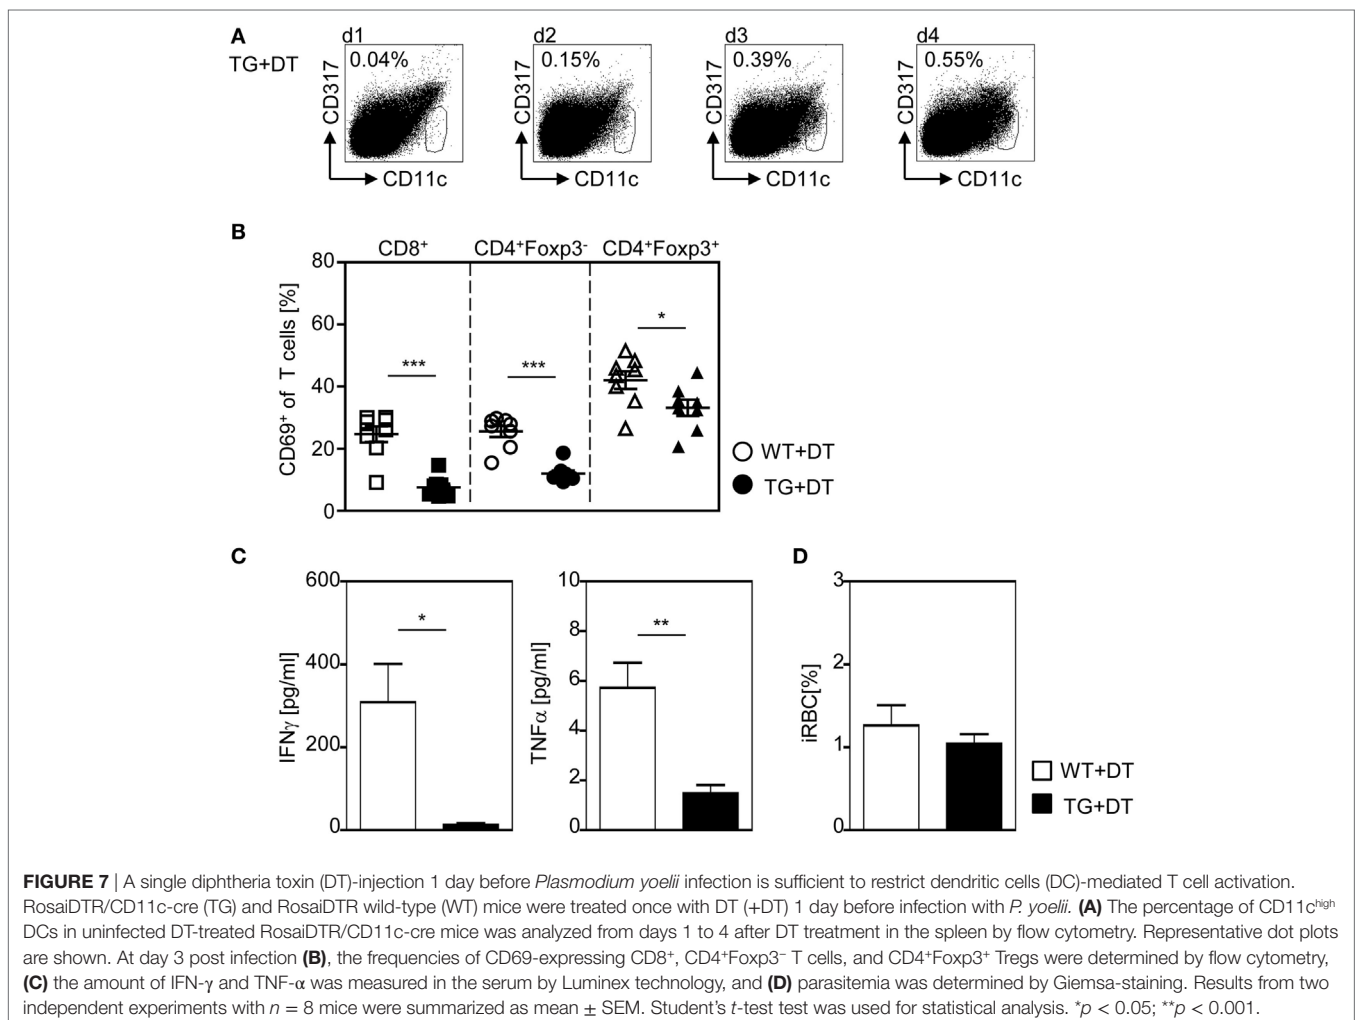 A
TG+DT
d1
0.04%
CD317
CD11c
d2
0.15%
CD317
CD11c
d3
0.39%
CD317
CD11c
d4
0.55%
CD317
CD11c
B
CD8⁺
CD4⁺Foxp3⁻
CD4⁺Foxp3⁺
CD69⁺ of T cells [%]
80
60
40
20
0
***
***
*
WT+DT
TG+DT
C
IFNγ [pg/ml]
600
400
200
0
*
TNFα [pg/ml]
10
8
6
4
2
0
**
D
iRBC[%]
3
2
1
0
WT+DT
TG+DT
FIGURE 7 | A single diphtheria toxin (DT)-injection 1 day before Plasmodium yoelii infection is sufficient to restrict dendritic cells (DC)-mediated T cell activation.
RosaiDTR/CD11c-cre (TG) and RosaiDTR wild-type (WT) mice were treated once with DT (+DT) 1 day before infection with P. yoelii. (A) The percentage of CD11cʰⁱᵍʰ
DCs in uninfected DT-treated RosaiDTR/CD11c-cre mice was analyzed from days 1 to 4 after DT treatment in the spleen by flow cytometry. Representative dot plots
are shown. At day 3 post infection (B), the frequencies of CD69-expressing CD8⁺, CD4⁺Foxp3⁻ T cells, and CD4⁺Foxp3⁺ Tregs were determined by flow cytometry,
(C) the amount of IFN-γ and TNF-α was measured in the serum by Luminex technology, and (D) parasitemia was determined by Giemsa-staining. Results from two
independent experiments with n = 8 mice were summarized as mean ± SEM. Student's t-test test was used for statistical analysis. *p < 0.05; **p < 0.001.